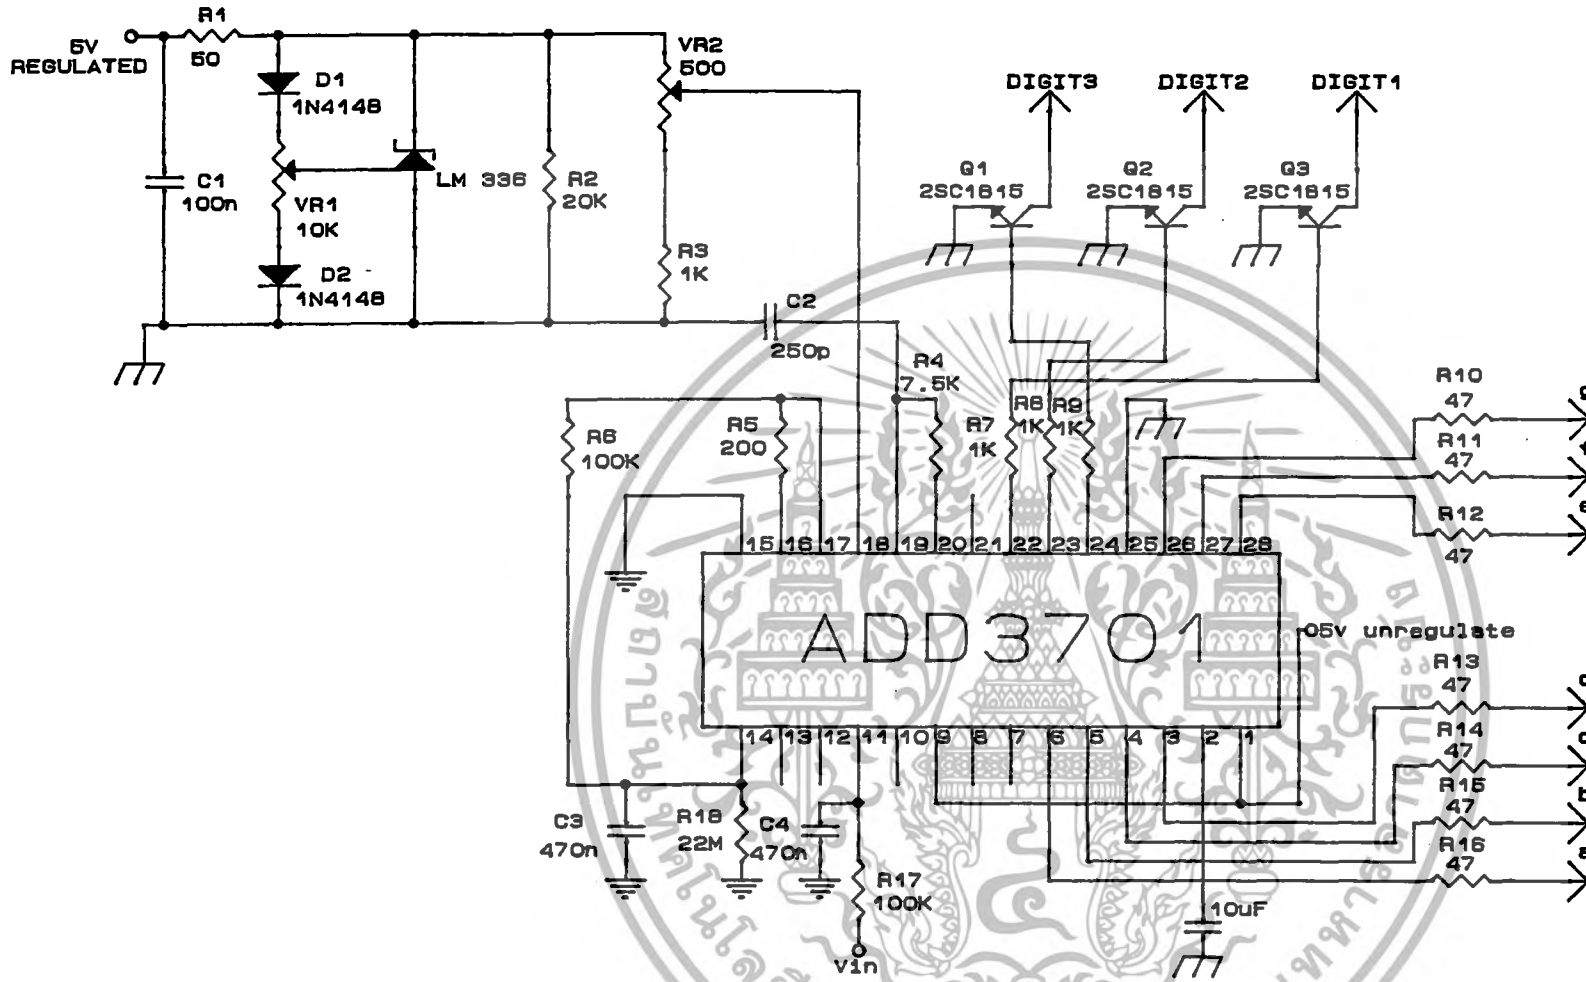 5V
REGULATED
R1
50
D1
1N4148
C1
100n
VR1
10K
D2
1N4148
LM 336
R2
20K
VR2
500
R3
1K
C2
250p
DIGIT3
DIGIT2
DIGIT1
Q1
2SC1815
Q2
2SC1815
Q3
2SC1815
R4
7.5K
R5
200
R6
100K
R7
1K
R8
1K
R9
1K
R10
47
R11
47
R12
47
g
f
e
15 16 17 18 19 20 21 22 23 24 25 26 27 28
ADD3701
05v unregulate
14 13 12 11 10 9 8 7 6 5 4 3 2 1
R13
47
R14
47
R15
47
R16
47
d
c
b
a
C3
470n
R18
22M
C4
470n
R17
100K
Vin
10uF